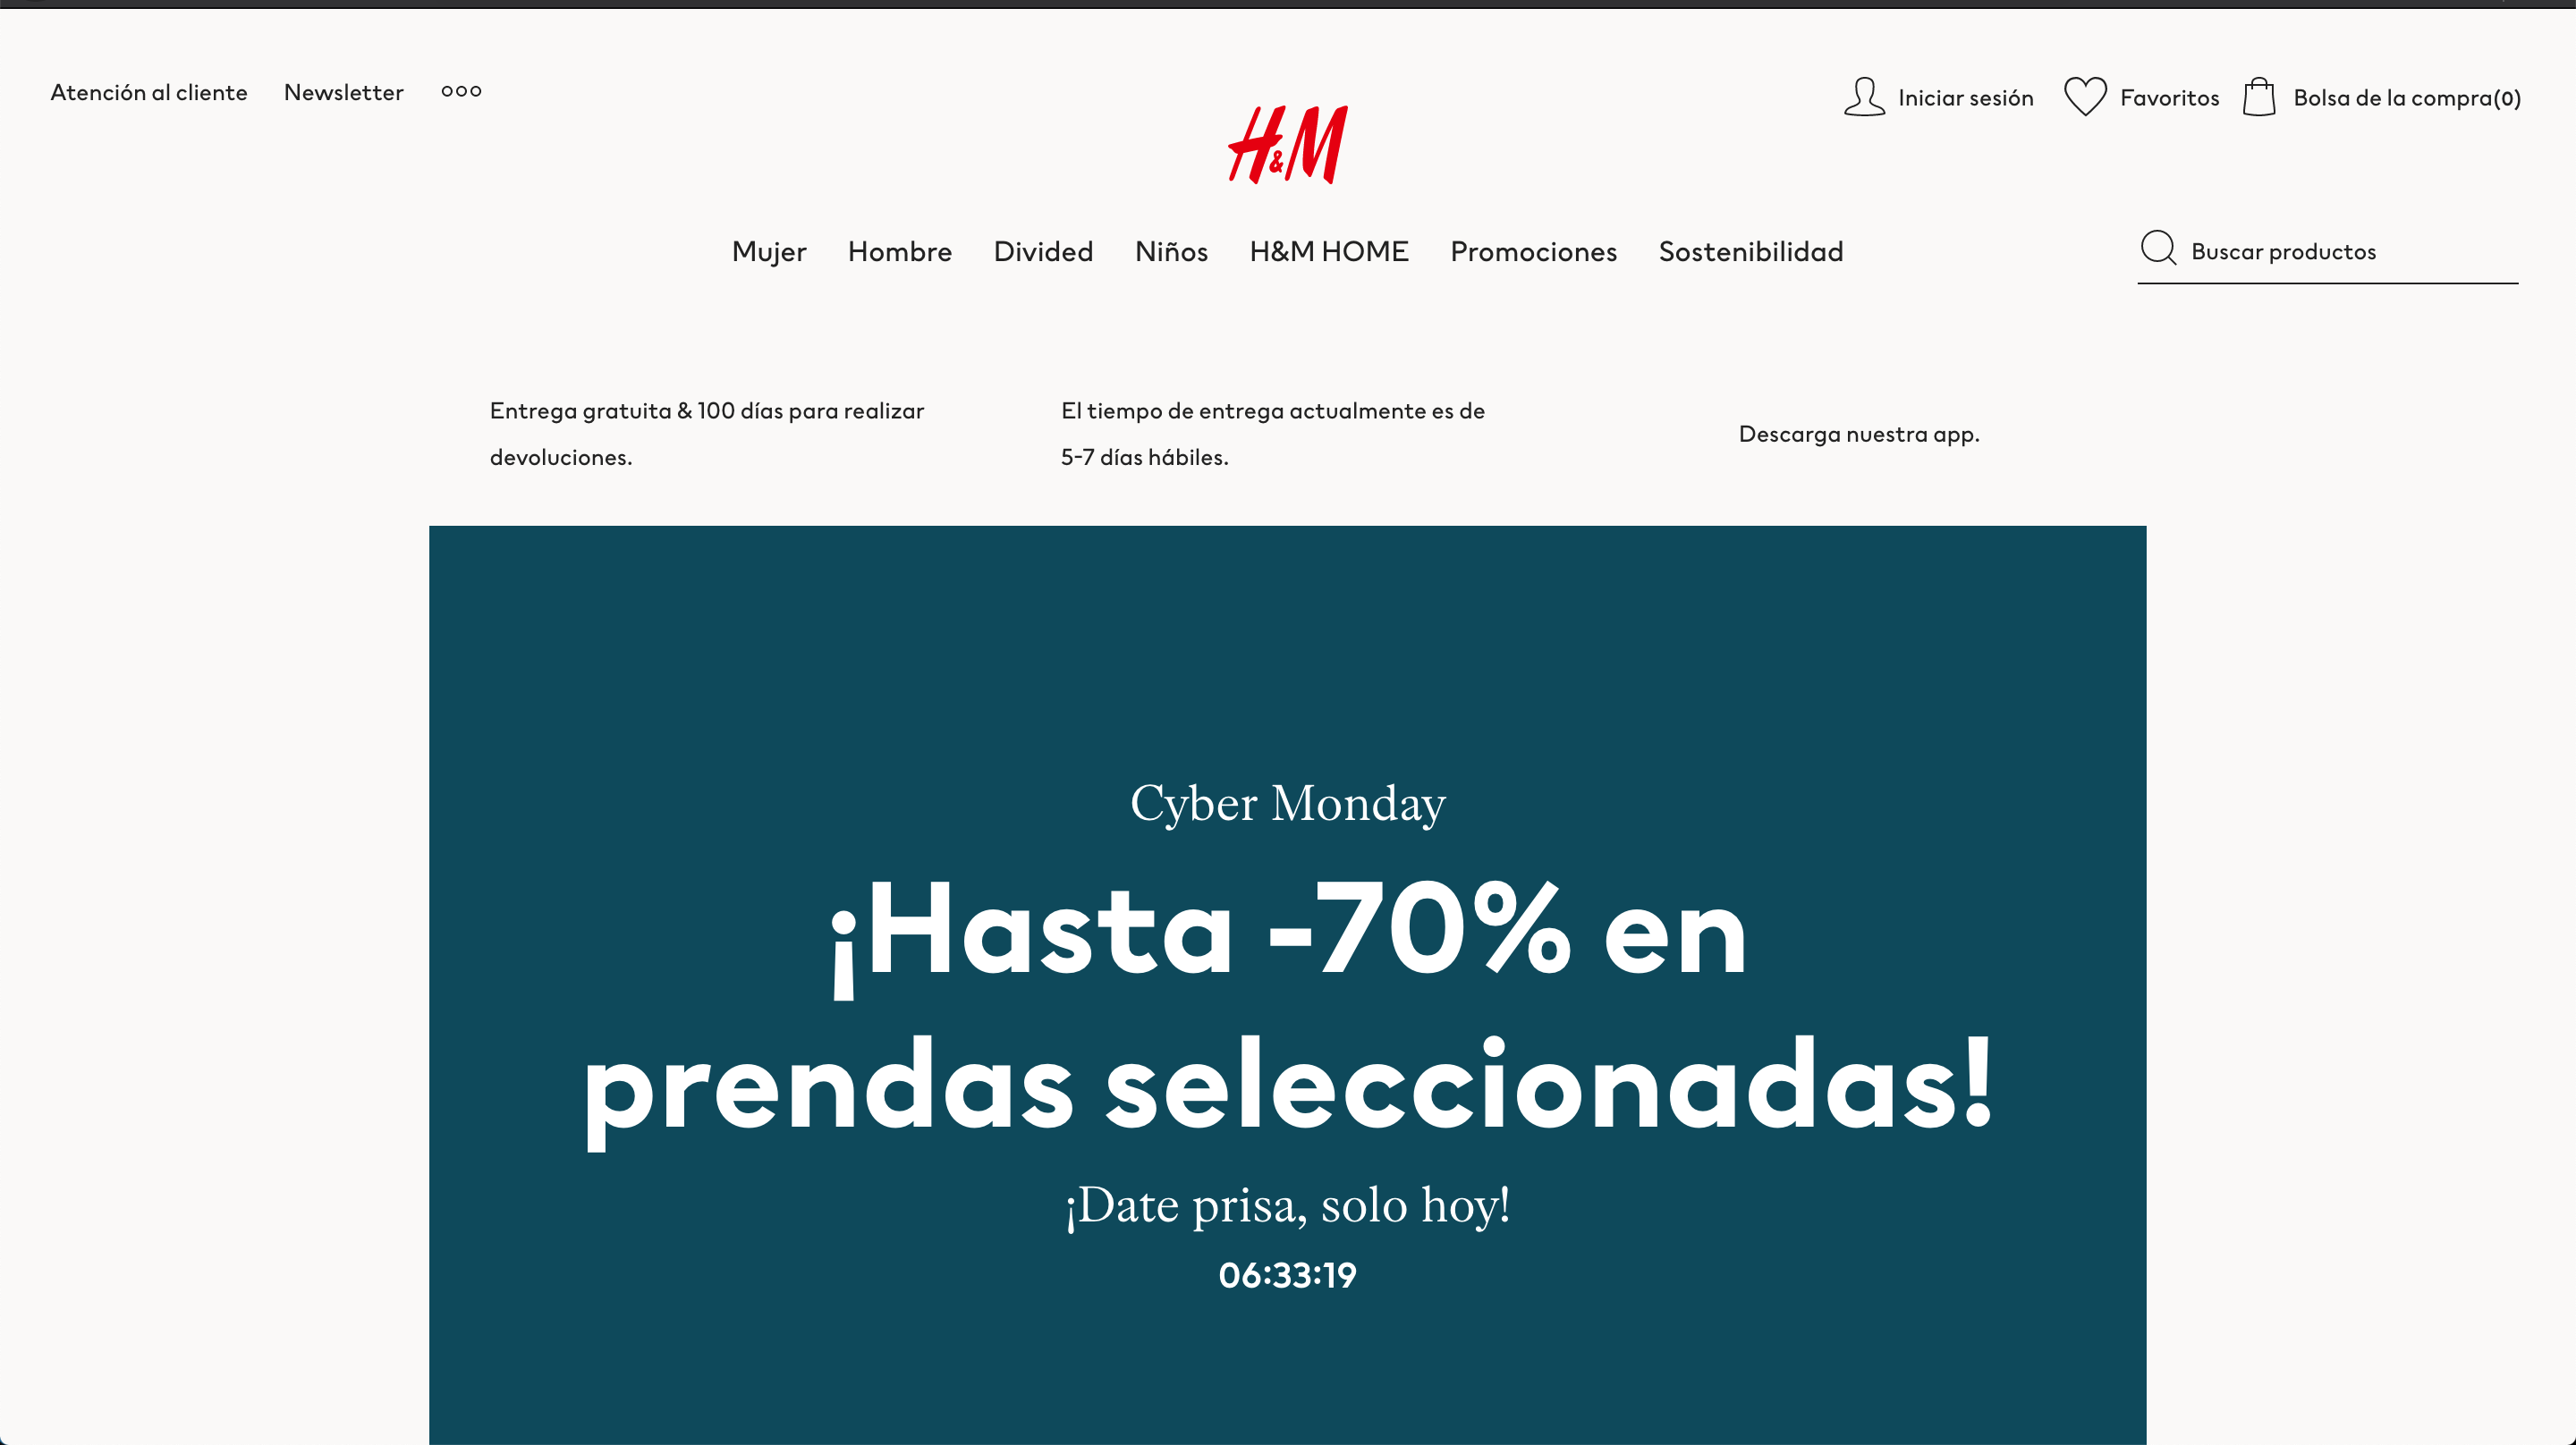 Atención al cliente Newsletter
Iniciar sesión Favoritos Bolsa de la compra(0)
H&M
Mujer Hombre Divided Niños H&M HOME Promociones Sostenibilidad
Buscar productos
Entrega gratuita & 100 días para realizar
devoluciones.
El tiempo de entrega actualmente es de
5-7 días hábiles.
Descarga nuestra app.
Cyber Monday
¡Hasta -70% en
prendas seleccionadas!
¡Date prisa, solo hoy!
06:33:19